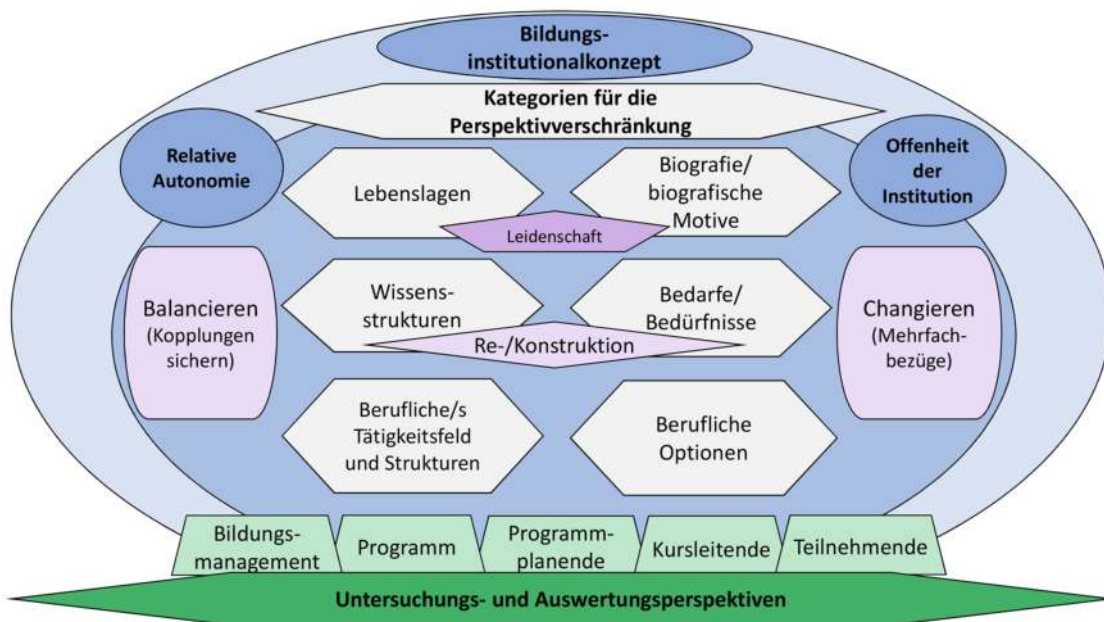 Bildungs-
institutionalkonzept
Kategorien für die
Perspektivverschränkung
Relative
Autonomie
Offenheit
der
Institution
Lebenslagen
Biografie/
biografische
Motive
Leidenschaft
Balancieren
(Kopplungen
sichern)
Wissens-
strukturen
Bedarfe/
Bedürfnisse
Changieren
(Mehrfach-
bezüge)
Re-/Konstruktion
Berufliche/s
Tätigkeitsfeld
und Strukturen
Berufliche
Optionen
Bildungs-
management
Programm
Programm-
planende
Kursleitende
Teilnehmende
Untersuchungs- und Auswertungsperspektiven